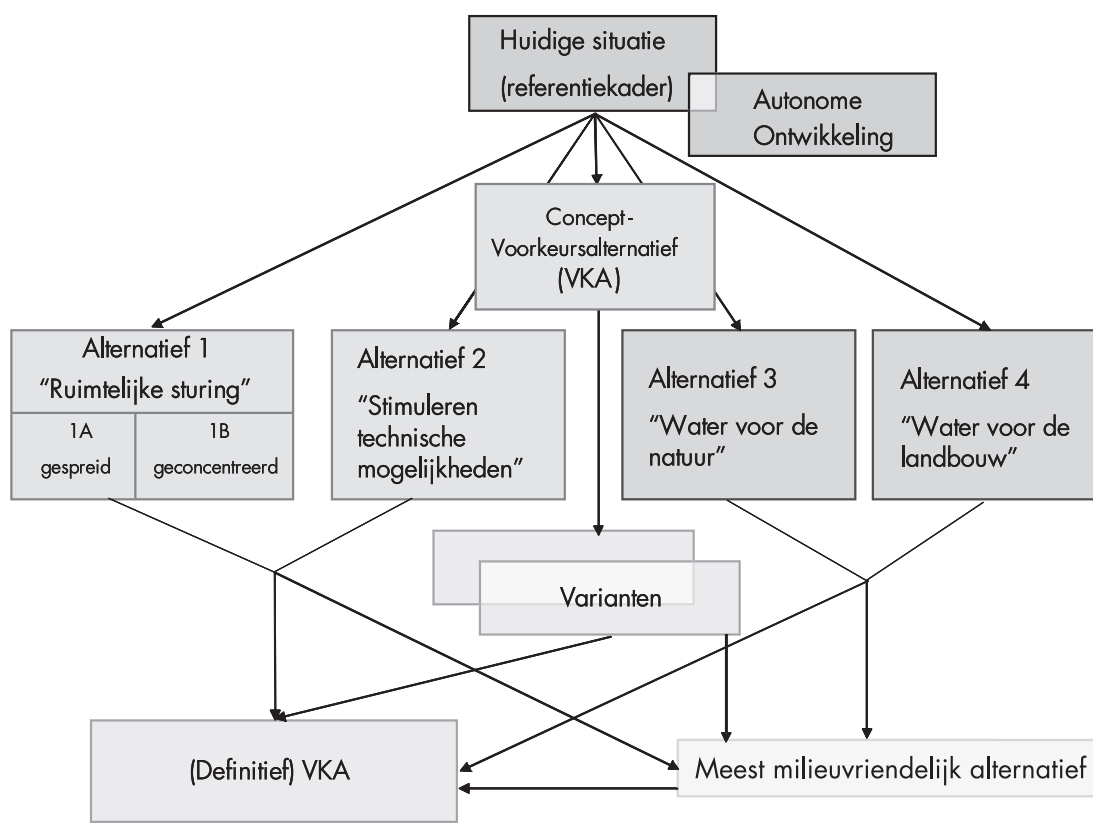 Huidige situatie
(referentiekader)
Autonome
Ontwikkeling
Concept-
Voorkeursalternatief
(VKA)
Alternatief 1
“Ruimtelijke sturing”
1A
gespreid
1B
geconcentreerd
Alternatief 2
“Stimuleren
technische
mogelijkheden”
Alternatief 3
“Water voor de
natuur”
Alternatief 4
“Water voor de
landbouw”
Varianten
(Definitief) VKA
Meest milieuvriendelijk alternatief